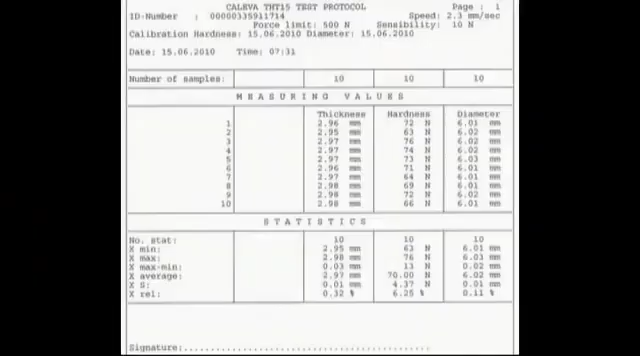 CALEVA THT15 TEST PROTOCOL Page : 1
ID-Number : 00000335911714 Speed: 2.3 mm/sec
Force limit: 500 N Sensibility: 10 N
Calibration Hardness: 15.06.2010 Diameter: 15.06.2010
Date: 15.06.2010 Time: 07:31
Number of samples: 10 10 10
MEASURING VALUES
Thickness Hardness Diameter
1 2.96 mm 72 N 6.01 mm
2 2.95 mm 63 N 6.02 mm
3 2.97 mm 76 N 6.02 mm
4 2.97 mm 74 N 6.02 mm
5 2.97 mm 73 N 6.03 mm
6 2.96 mm 71 N 6.01 mm
7 2.97 mm 64 N 6.01 mm
8 2.98 mm 69 N 6.01 mm
9 2.98 mm 72 N 6.02 mm
10 2.98 mm 66 N 6.01 mm
STATISTICS
No. stat: 10 10 10
X min: 2.95 mm 63 N 6.01 mm
X max: 2.98 mm 76 N 6.03 mm
X max-min: 0.03 mm 13 N 0.02 mm
X average: 2.97 mm 70.00 N 6.02 mm
X S: 0.01 mm 4.37 N 0.01 mm
X rel: 0.32 % 6.25 % 0.11 %
Signature:..........................................